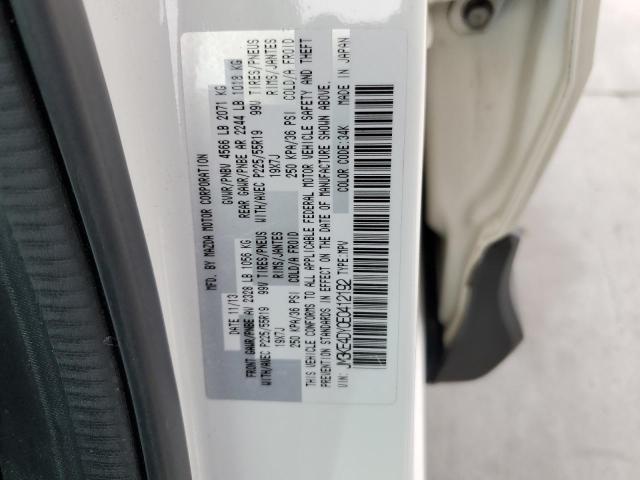 MFD. BY MAZDA MOTOR CORPORATION
DATE 11/13 GVWR/PNBV 4566 LB 2071 KG
FRONT GAWR/PNBE AV 2328 LB 1056 KG REAR GAWR/PNBE AR 2244 LB 1018 KG
WITH/AVEC P225/55R19 99V TIRES/PNEUS WITH/AVEC P225/55R19 99V TIRES/PNEUS
19X7J RIMS/JANTES 19X7J RIMS/JANTES
250 KPA/36 PSI COLD/A FROID 250 KPA/36 PSI COLD/A FROID
THIS VEHICLE CONFORMS TO ALL APPLICABLE FEDERAL MOTOR VEHICLE SAFETY AND THEFT
PREVENTION STANDARDS IN EFFECT ON THE DATE OF MANUFACTURE SHOWN ABOVE.
VIN: JM3KE4DY0E0412192 TYPE:MPV COLOR CODE:34K MADE IN JAPAN